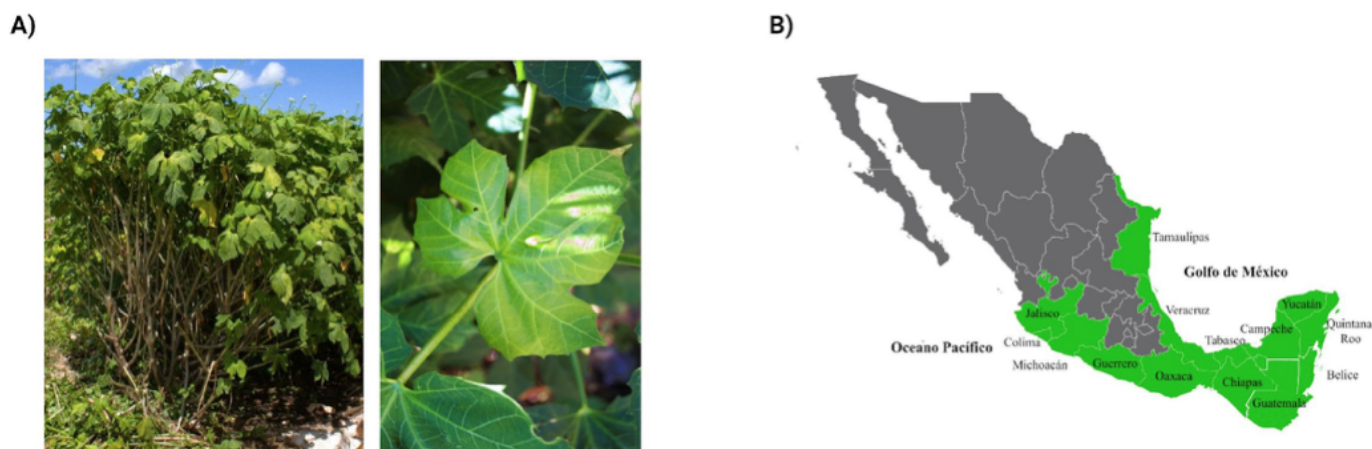 A)
B)
Tamaulipas
Golfo de México
Yucatán
Jalisco
Veracruz
Campeche
Quintana
Roo
Colima
Tabasco
Oceano Pacífico
Michoacán
Guerrero
Oaxaca
Chiapas
Belice
Guatemala